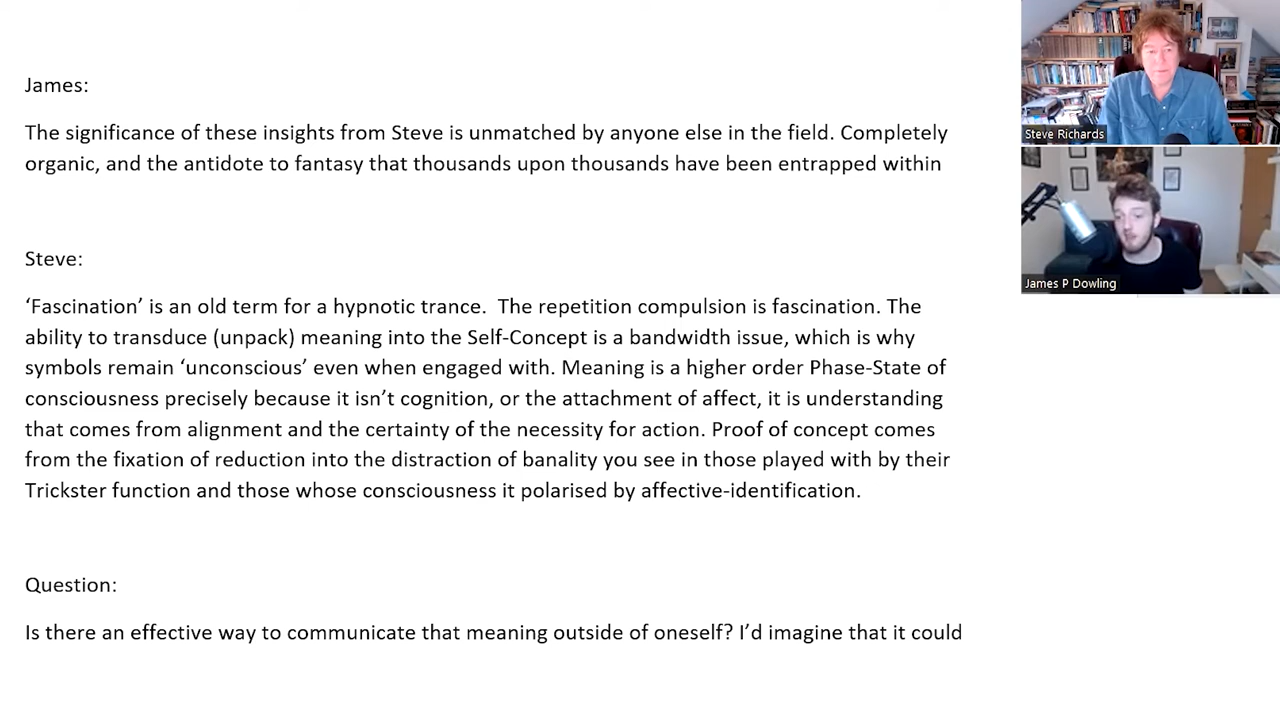 James:
The significance of these insights from Steve is unmatched by anyone else in the field. Completely
organic, and the antidote to fantasy that thousands upon thousands have been entrapped within
Steve:
‘Fascination’ is an old term for a hypnotic trance.  The repetition compulsion is fascination. The
ability to transduce (unpack) meaning into the Self-Concept is a bandwidth issue, which is why
symbols remain ‘unconscious’ even when engaged with. Meaning is a higher order Phase-State of
consciousness precisely because it isn’t cognition, or the attachment of affect, it is understanding
that comes from alignment and the certainty of the necessity for action. Proof of concept comes
from the fixation of reduction into the distraction of banality you see in those played with by their
Trickster function and those whose consciousness it polarised by affective-identification.
Question:
Is there an effective way to communicate that meaning outside of oneself? I’d imagine that it could
Steve Richards
James P Dowling